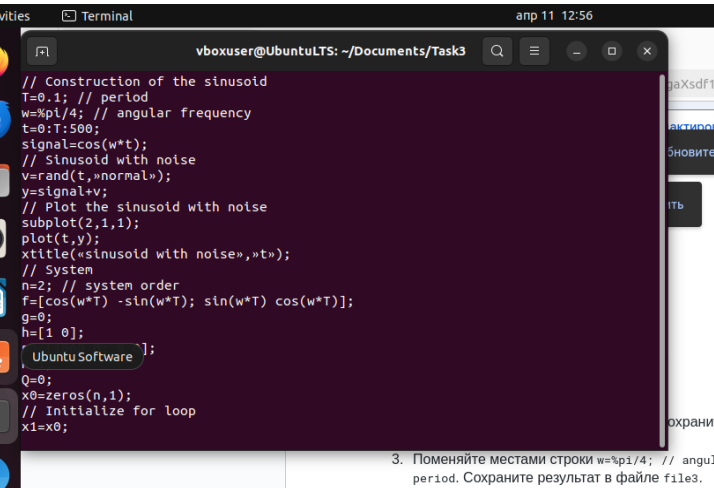 vities Terminal апр 11 12:56
vboxuser@UbuntuLTS: ~/Documents/Task3
// Construction of the sinusoid
T=0.1; // period
w=%pi/4; // angular frequency
t=0:T:500;
signal=cos(w*t);
// Sinusoid with noise
v=rand(t,»normal»);
y=signal+v;
// Plot the sinusoid with noise
subplot(2,1,1);
plot(t,y);
xtitle(«sinusoid with noise»,»t»);
// System
n=2; // system order
f=[cos(w*T) -sin(w*T); sin(w*T) cos(w*T)];
g=0;
h=[1 0];
];
Ubuntu Software
Q=0;
x0=zeros(n,1);
// Initialize for loop
x1=x0;
gaXsdf1
актиро
бновите
ить
охрани
3. Поменяйте местами строки w=%pi/4; // angul
period. Сохраните результат в файле file3.